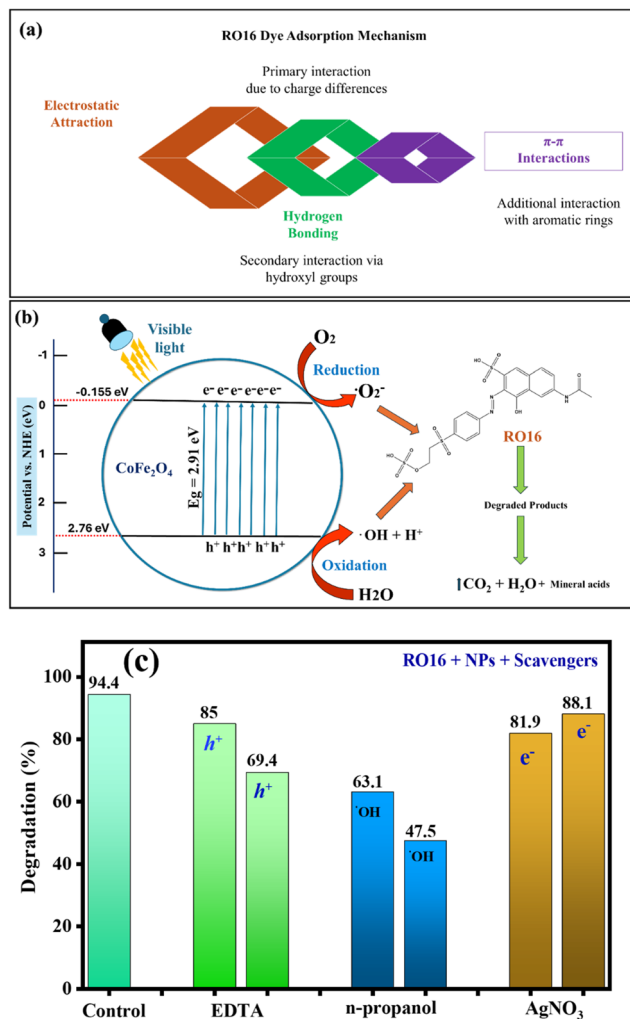 (a)
RO16 Dye Adsorption Mechanism
Primary interaction
due to charge differences
Electrostatic
Attraction
π-π
Interactions
Additional interaction
with aromatic rings
Hydrogen
Bonding
Secondary interaction via
hydroxyl groups
(b)
Visible
light
Potential vs. NHE (eV)
-1
0
1
2
3
-0.155 eV
2.76 eV
e⁻ e⁻ e⁻ e⁻ e⁻ e⁻
CoFe₂O₄
Eg = 2.91 eV
h⁺ h⁺ h⁺ h⁺ h⁺
O₂
Reduction
·O₂⁻
·OH + H⁺
Oxidation
H2O
HO
S
O
O
N
N
OH
NH
O
O
S
O
HO
S
O
O
O
RO16
Degraded Products
CO₂ + H₂O + Mineral acids
(c)
RO16 + NPs + Scavengers
Degradation (%)
100
80
60
40
20
0
94.4
85
h⁺
69.4
h⁺
63.1
·OH
47.5
·OH
81.9
e⁻
88.1
e⁻
Control
EDTA
n-propanol
AgNO₃